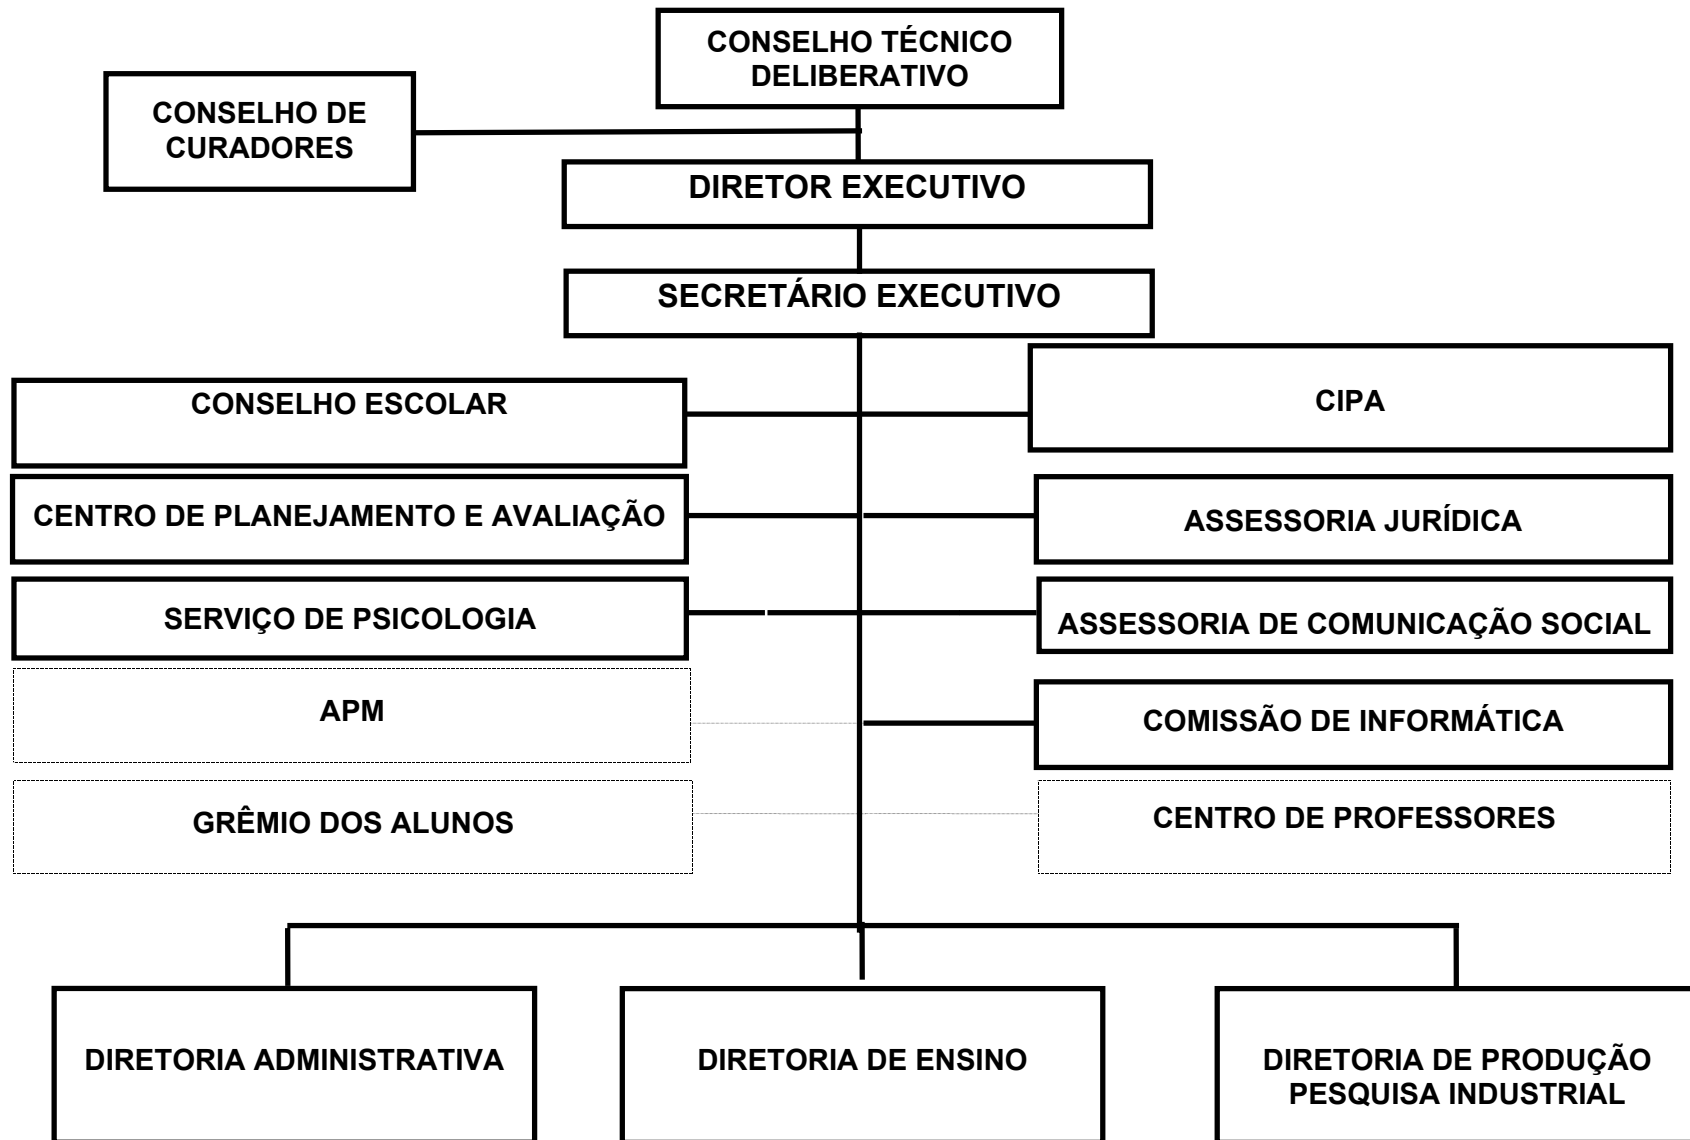 CONSELHO TÉCNICO
DELIBERATIVO
CONSELHO DE
CURADORES
DIRETOR EXECUTIVO
SECRETÁRIO EXECUTIVO
CONSELHO ESCOLAR
CIPA
CENTRO DE PLANEJAMENTO E AVALIAÇÃO
ASSESSORIA JURÍDICA
SERVIÇO DE PSICOLOGIA
ASSESSORIA DE COMUNICAÇÃO SOCIAL
APM
COMISSÃO DE INFORMÁTICA
GRÊMIO DOS ALUNOS
CENTRO DE PROFESSORES
DIRETORIA ADMINISTRATIVA
DIRETORIA DE ENSINO
DIRETORIA DE PRODUÇÃO
PESQUISA INDUSTRIAL